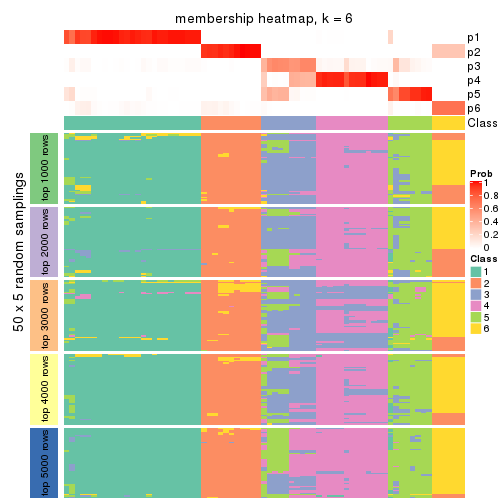 membership heatmap, k = 6
p1
p2
p3
p4
p5
p6
Class
50 x 5 random samplings
top 1000 rows
top 2000 rows
top 3000 rows
top 4000 rows
top 5000 rows
Prob
1
0.8
0.6
0.4
0.2
0
Class
1
2
3
4
5
6